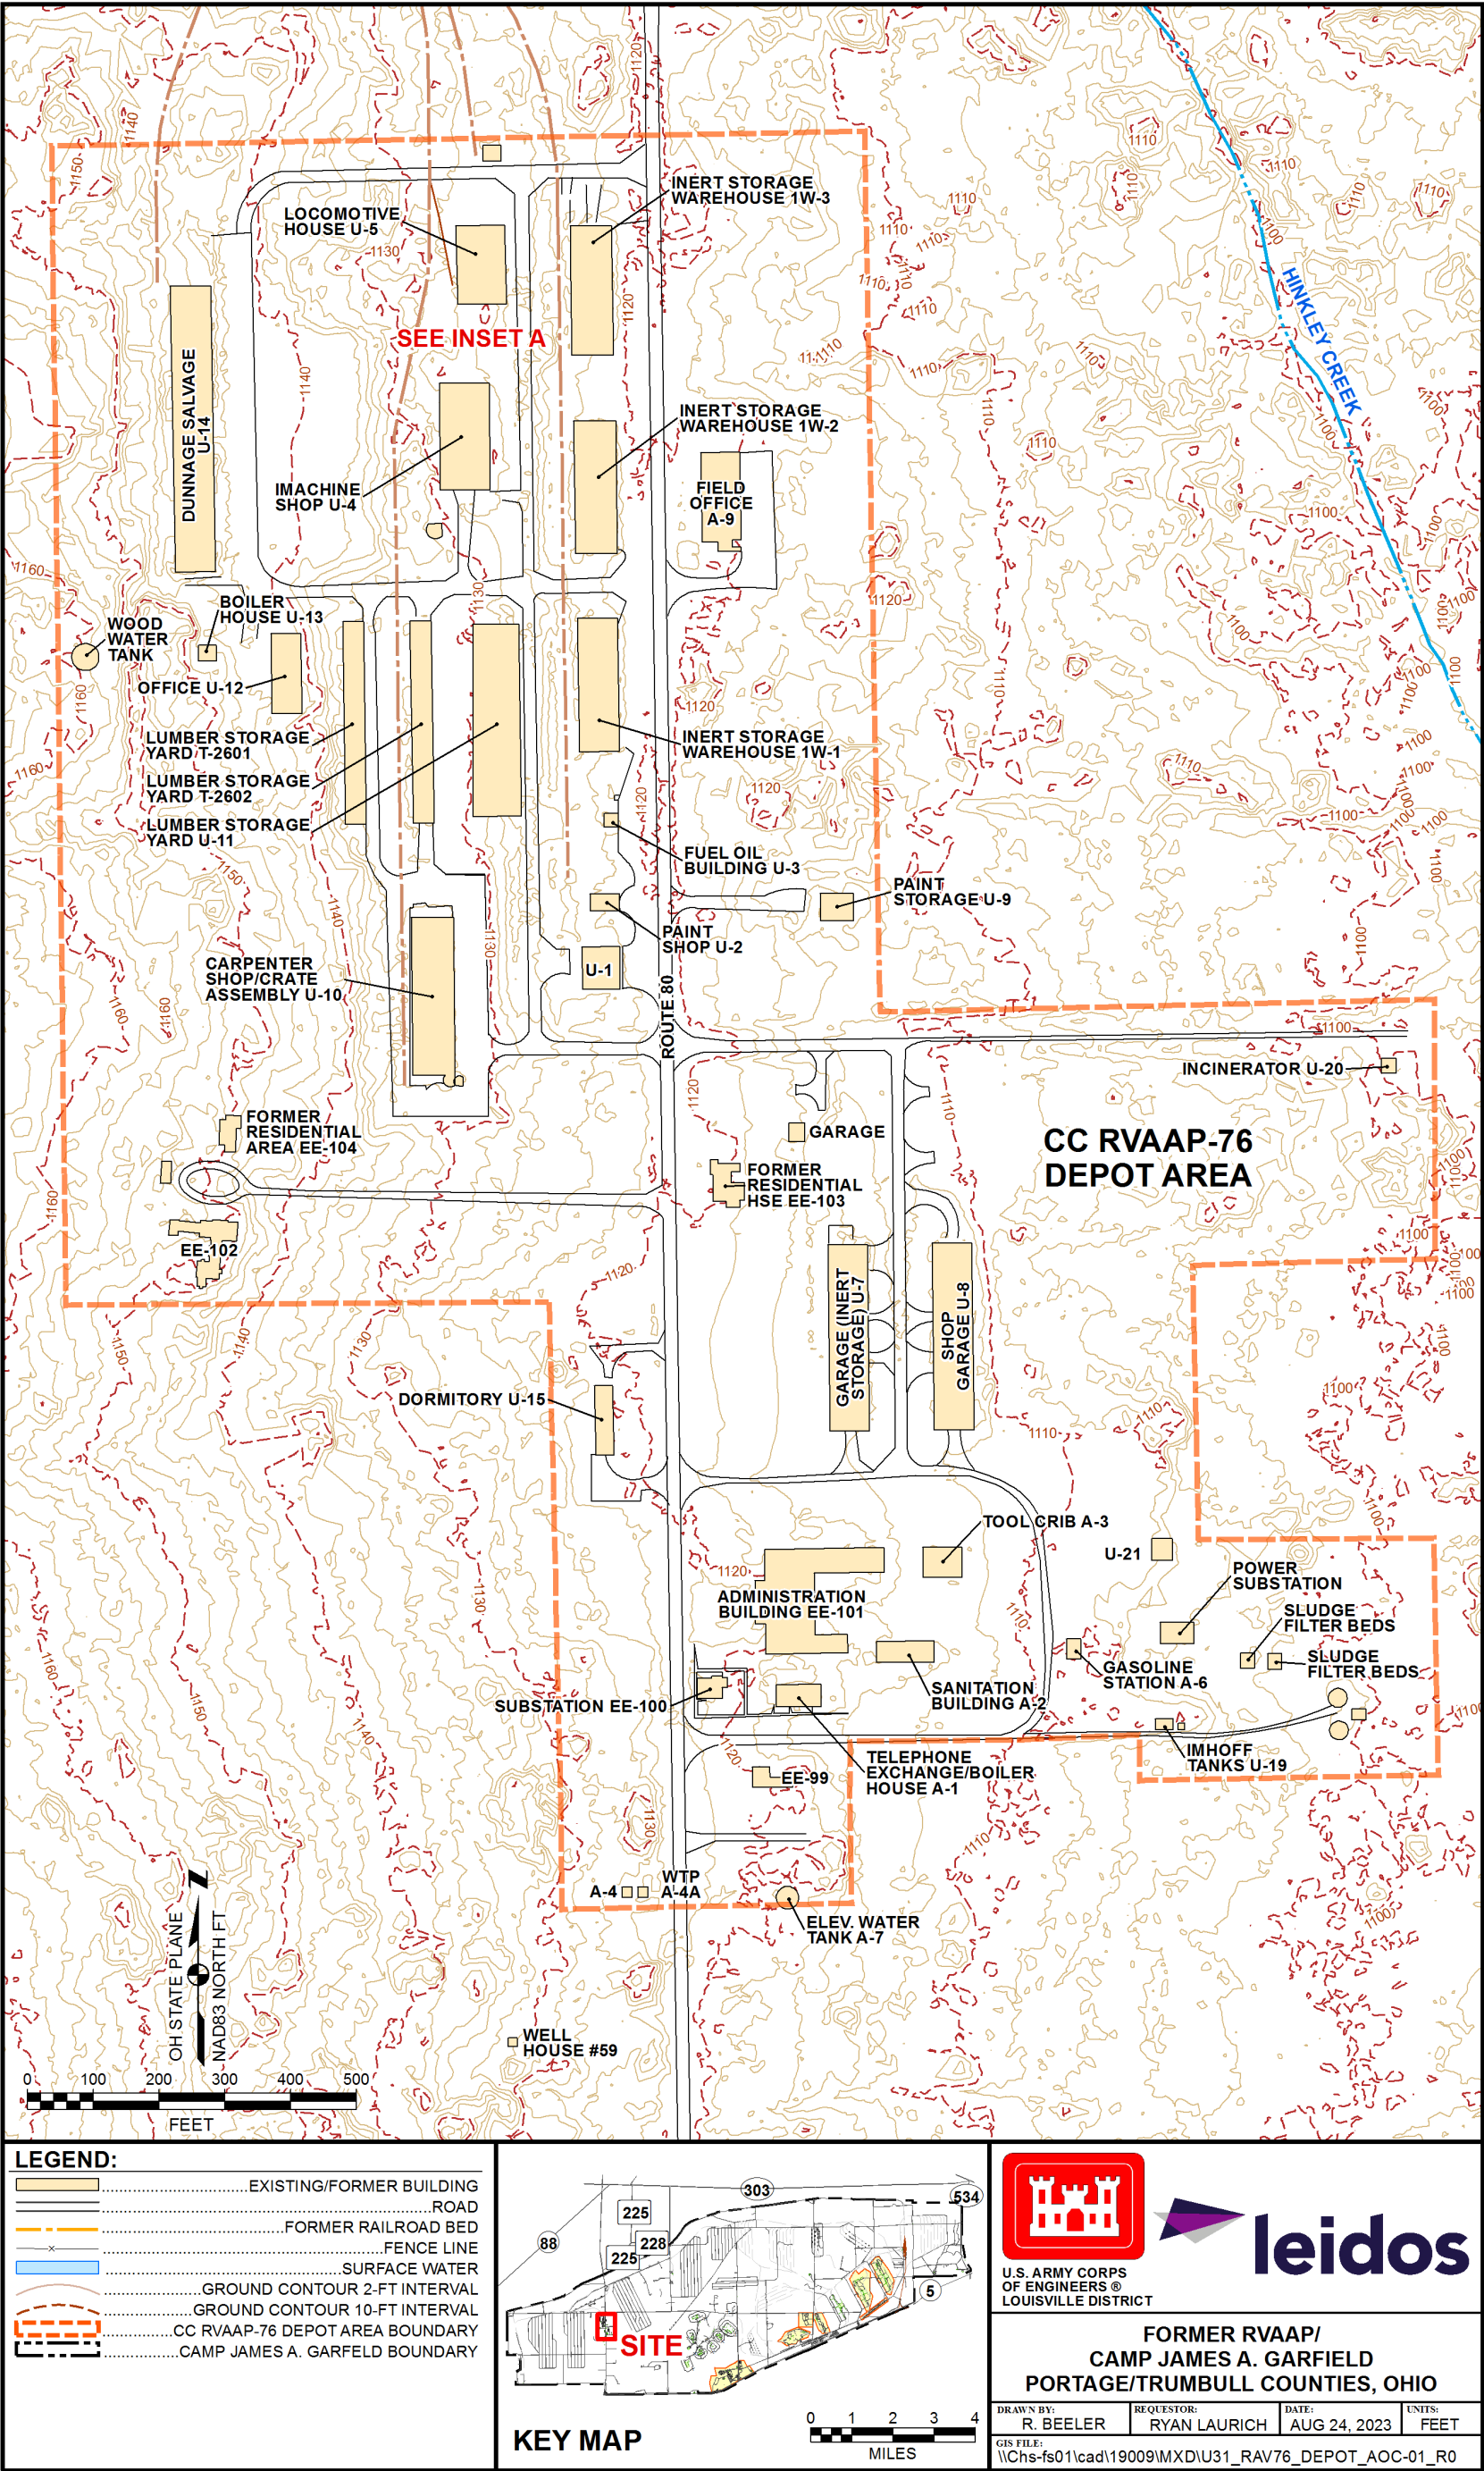 INERT STORAGE
WAREHOUSE 1W-3
LOCOMOTIVE
HOUSE U-5
SEE INSET A
HINKLEY CREEK
DUNNAGE SALVAGE
U-14
INERT STORAGE
WAREHOUSE 1W-2
IMACHINE
SHOP U-4
FIELD
OFFICE
A-9
BOILER
HOUSE U-13
WOOD
WATER
TANK
OFFICE U-12
LUMBER STORAGE
YARD T-2601
LUMBER STORAGE
YARD T-2602
LUMBER STORAGE
YARD U-11
INERT STORAGE
WAREHOUSE 1W-1
FUEL OIL
BUILDING U-3
PAINT
STORAGE U-9
PAINT
SHOP U-2
U-1
CARPENTER
SHOP/CRATE
ASSEMBLY U-10
ROUTE 80
INCINERATOR U-20
FORMER
RESIDENTIAL
AREA EE-104
GARAGE
CC RVAAP-76
DEPOT AREA
FORMER
RESIDENTIAL
HSE EE-103
EE-102
GARAGE (INERT
STORAGE) U-7
SHOP
GARAGE U-8
DORMITORY U-15
TOOL CRIB A-3
U-21
ADMINISTRATION
BUILDING EE-101
POWER
SUBSTATION
SLUDGE
FILTER BEDS
SLUDGE
FILTER BEDS
GASOLINE
STATION A-6
SANITATION
BUILDING A-2
SUBSTATION EE-100
IMHOFF
TANKS U-19
TELEPHONE
EXCHANGE/BOILER
HOUSE A-1
EE-99
A-4
WTP
A-4A
ELEV. WATER
TANK A-7
WELL
HOUSE #59
1160
1150
1140
1130
1120
1110
1100
OH STATE PLANE
NAD83 NORTH FT
Z
0 100 200 300 400 500
FEET
LEGEND:
EXISTING/FORMER BUILDING
ROAD
FORMER RAILROAD BED
FENCE LINE
SURFACE WATER
GROUND CONTOUR 2-FT INTERVAL
GROUND CONTOUR 10-FT INTERVAL
CC RVAAP-76 DEPOT AREA BOUNDARY
CAMP JAMES A. GARFELD BOUNDARY
303
534
225
88
228
225
5
SITE
KEY MAP
0 1 2 3 4
MILES
U.S. ARMY CORPS
OF ENGINEERS ®
LOUISVILLE DISTRICT
leidos
FORMER RVAAP/
CAMP JAMES A. GARFIELD
PORTAGE/TRUMBULL COUNTIES, OHIO
DRAWN BY:
R. BEELER
REQUESTOR:
RYAN LAURICH
DATE:
AUG 24, 2023
UNITS:
FEET
GIS FILE:
\\Chs-fs01\cad\19009\MXD\U31_RAV76_DEPOT_AOC-01_R0